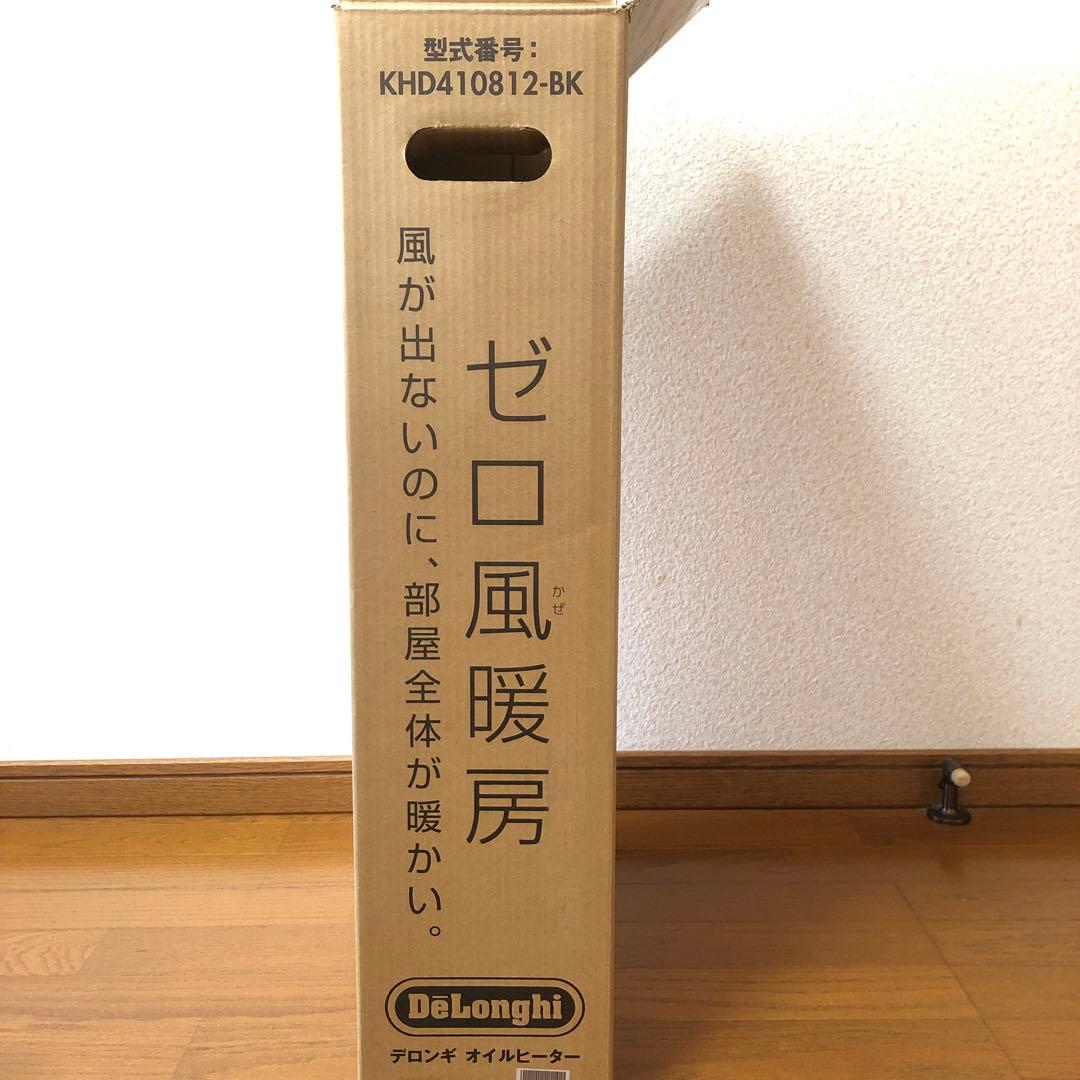 型式番号:
KHD410812-BK
ゼロ風暖房
かぜ
風が出ないのに、部屋全体が暖かい。
DeLonghi
デロンギ オイルヒーター